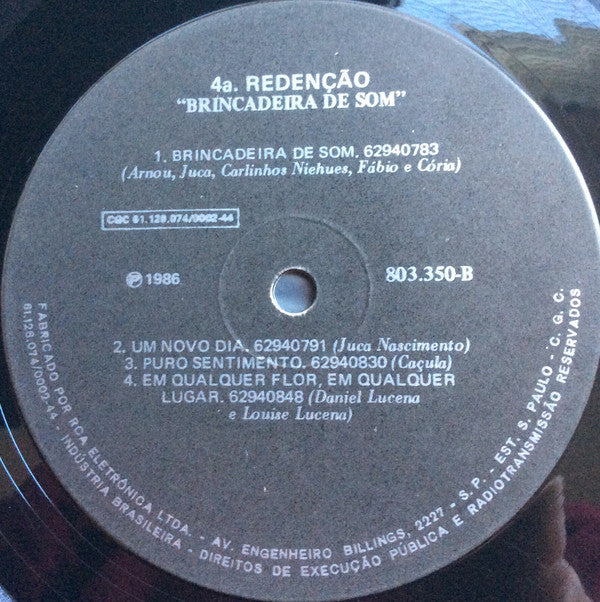 4a. REDENÇÃO
“BRINCADEIRA DE SOM”
1. BRINCADEIRA DE SOM. 62940783
(Arnou, Juca, Carlinhos Niehues, Fábio e Cória)
CGC 61.128.074/0002-44
Ⓟ 1986
803.350-B
2. UM NOVO DIA. 62940791 (Juca Nascimento)
3. PURO SENTIMENTO. 62940830 (Caçula)
4. EM QUALQUER FLOR, EM QUALQUER
LUGAR. 62940848 (Daniel Lucena
e Louise Lucena)
FABRICADO POR RCA ELETRÔNICA LTDA. - AV. ENGENHEIRO BILLINGS, 2227 - S.P. - EST. S. PAULO - C. G. C.
61.128.074/0002-44 - INDÚSTRIA BRASILEIRA - DIREITOS DE EXECUÇÃO PÚBLICA E RADIOTRANSMISSÃO RESERVADOS